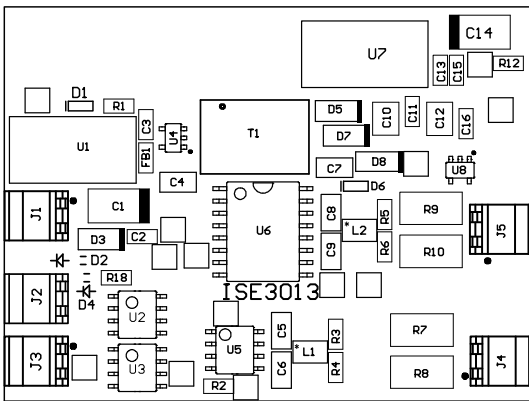 C14
U7
C13
C15
R12
D1
R1
C3
U4
T1
D5
C10
C11
C12
C16
D7
U1
FB1
C4
C7
D8
U8
D6
J1
C1
C8
R5
R9
L2
U6
D3
C2
C9
R6
R10
J5
D2
R18
D4
J2
ISE3013
U2
C5
R3
R7
J3
U3
U5
L1
J4
C6
R4
R8
R2